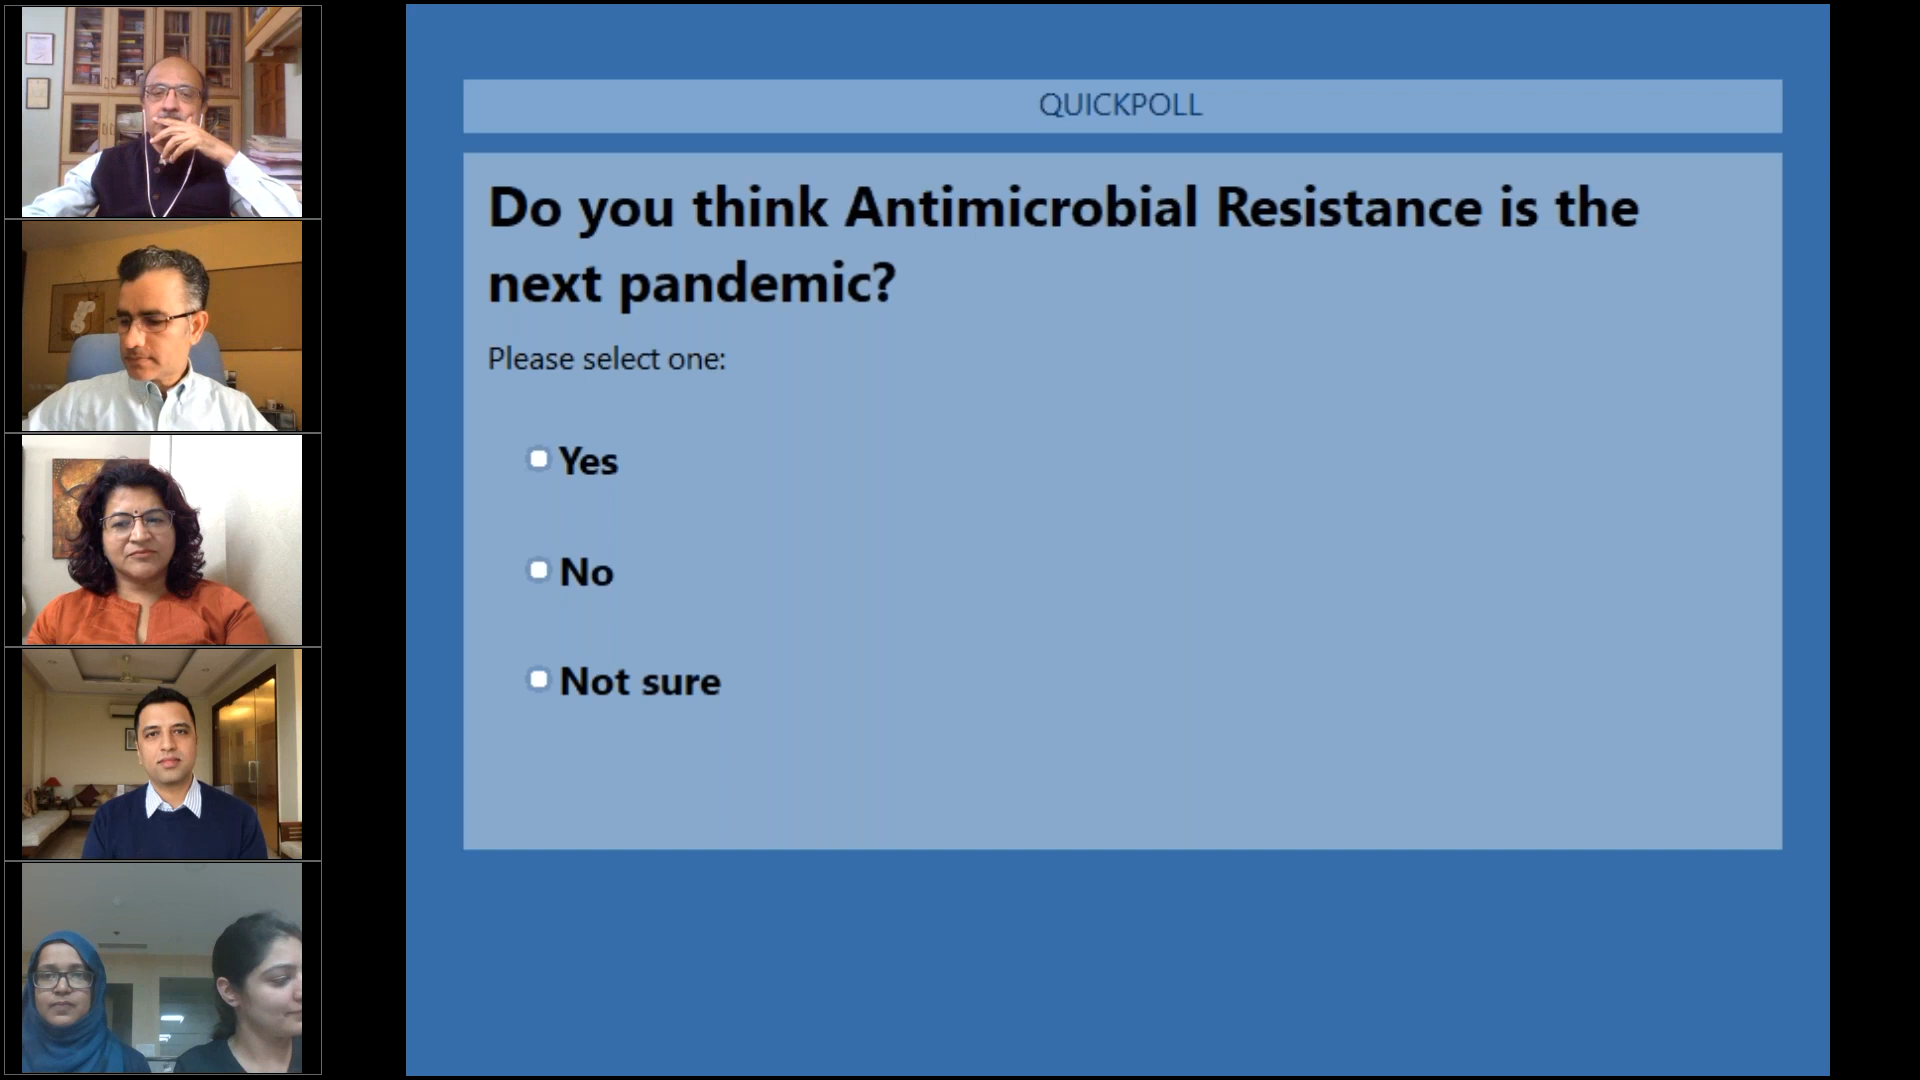 QUICKPOLL
Do you think Antimicrobial Resistance is the
next pandemic?
Please select one:
Yes
No
Not sure